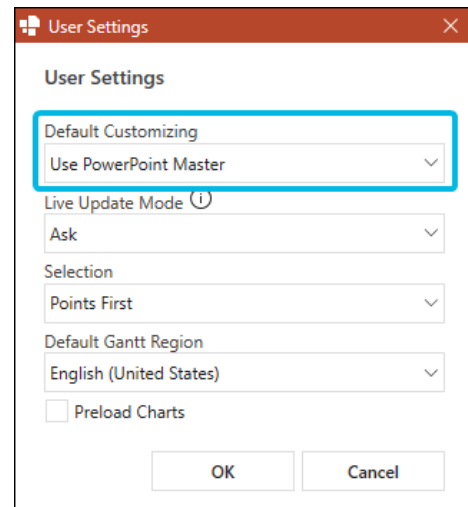 User Settings
User Settings
Default Customizing
Use PowerPoint Master
Live Update Mode
Ask
Selection
Points First
Default Gantt Region
English (United States)
Preload Charts
OK Cancel